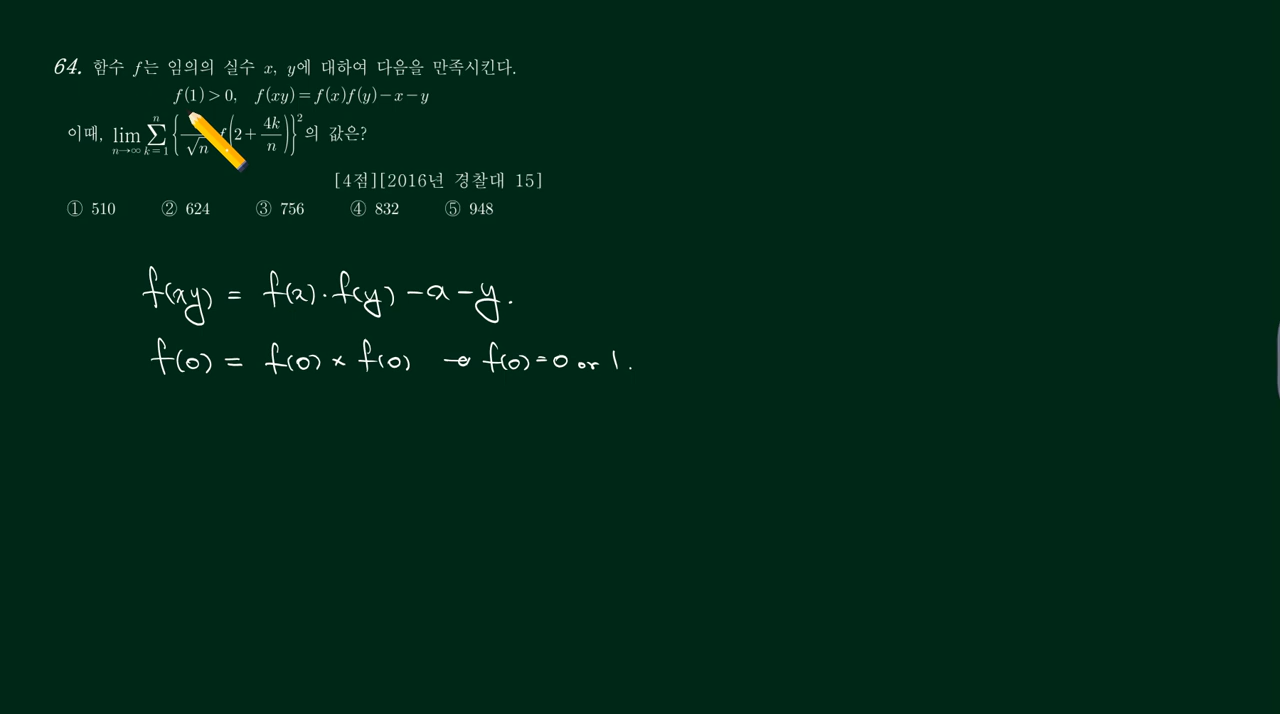 64. 함수 f는 임의의 실수 x, y에 대하여 다음을 만족시킨다.
f(1)>0, f(xy)=f(x)f(y)-x-y
이때, lim n→∞ ∑ k=1 n { /√n f(2+4k/n)}²의 값은?
[4점][2016년 경찰대 15]
① 510 ② 624 ③ 756 ④ 832 ⑤ 948
f(xy) = f(x)·f(y) -x -y.
f(0) = f(0) × f(0) → f(0)=0 or 1.